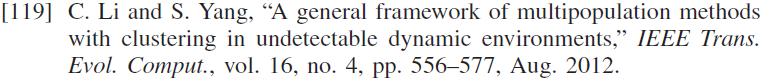 [119] C. Li and S. Yang, “A general framework of multipopulation methods
with clustering in undetectable dynamic environments,” IEEE Trans.
Evol. Comput., vol. 16, no. 4, pp. 556–577, Aug. 2012.